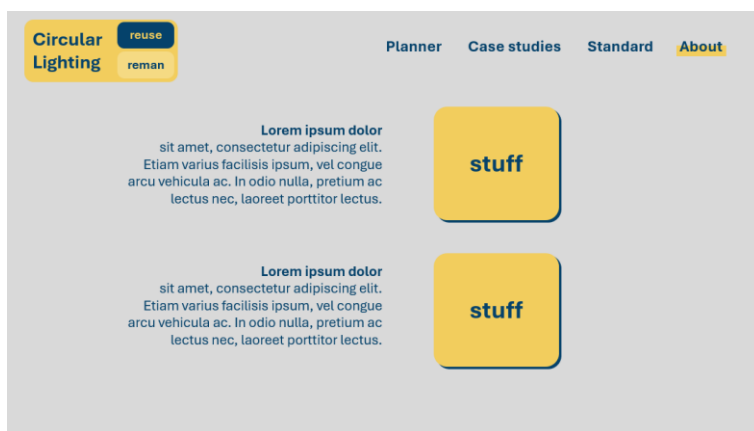 Circular
Lighting
reuse
reman
Planner Case studies Standard About
Lorem ipsum dolor
sit amet, consectetur adipiscing elit.
Etiam varius facilisis ipsum, vel congue
arcu vehicula ac. In odio nulla, pretium ac
lectus nec, laoreet porttitor lectus.
stuff
Lorem ipsum dolor
sit amet, consectetur adipiscing elit.
Etiam varius facilisis ipsum, vel congue
arcu vehicula ac. In odio nulla, pretium ac
lectus nec, laoreet porttitor lectus.
stuff